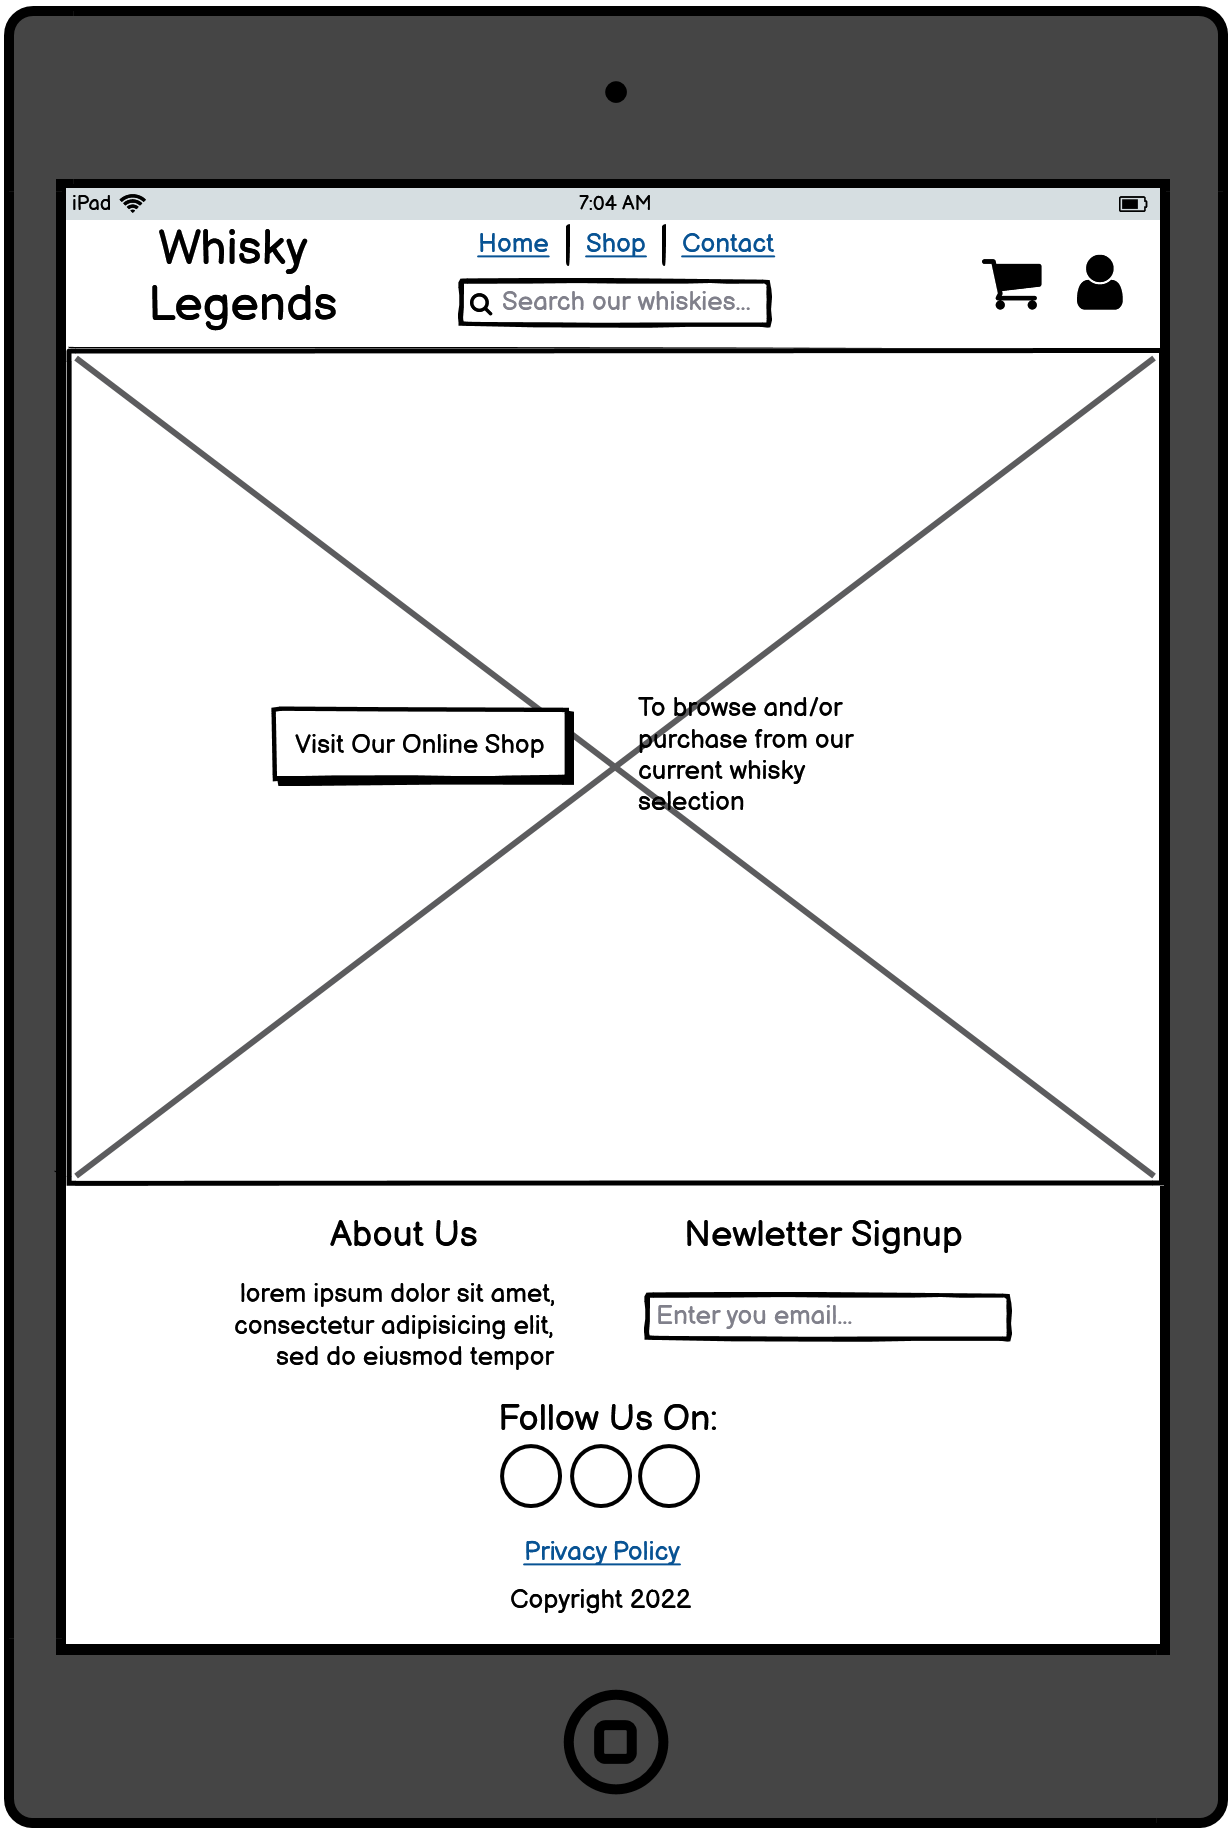 iPad 7:04 AM
Whisky
Legends
Home Shop Contact
Search our whiskies...
Visit Our Online Shop
To browse and/or
purchase from our
current whisky
selection
About Us
lorem ipsum dolor sit amet,
consectetur adipisicing elit,
sed do eiusmod tempor
Newletter Signup
Enter you email...
Follow Us On:
Privacy Policy
Copyright 2022